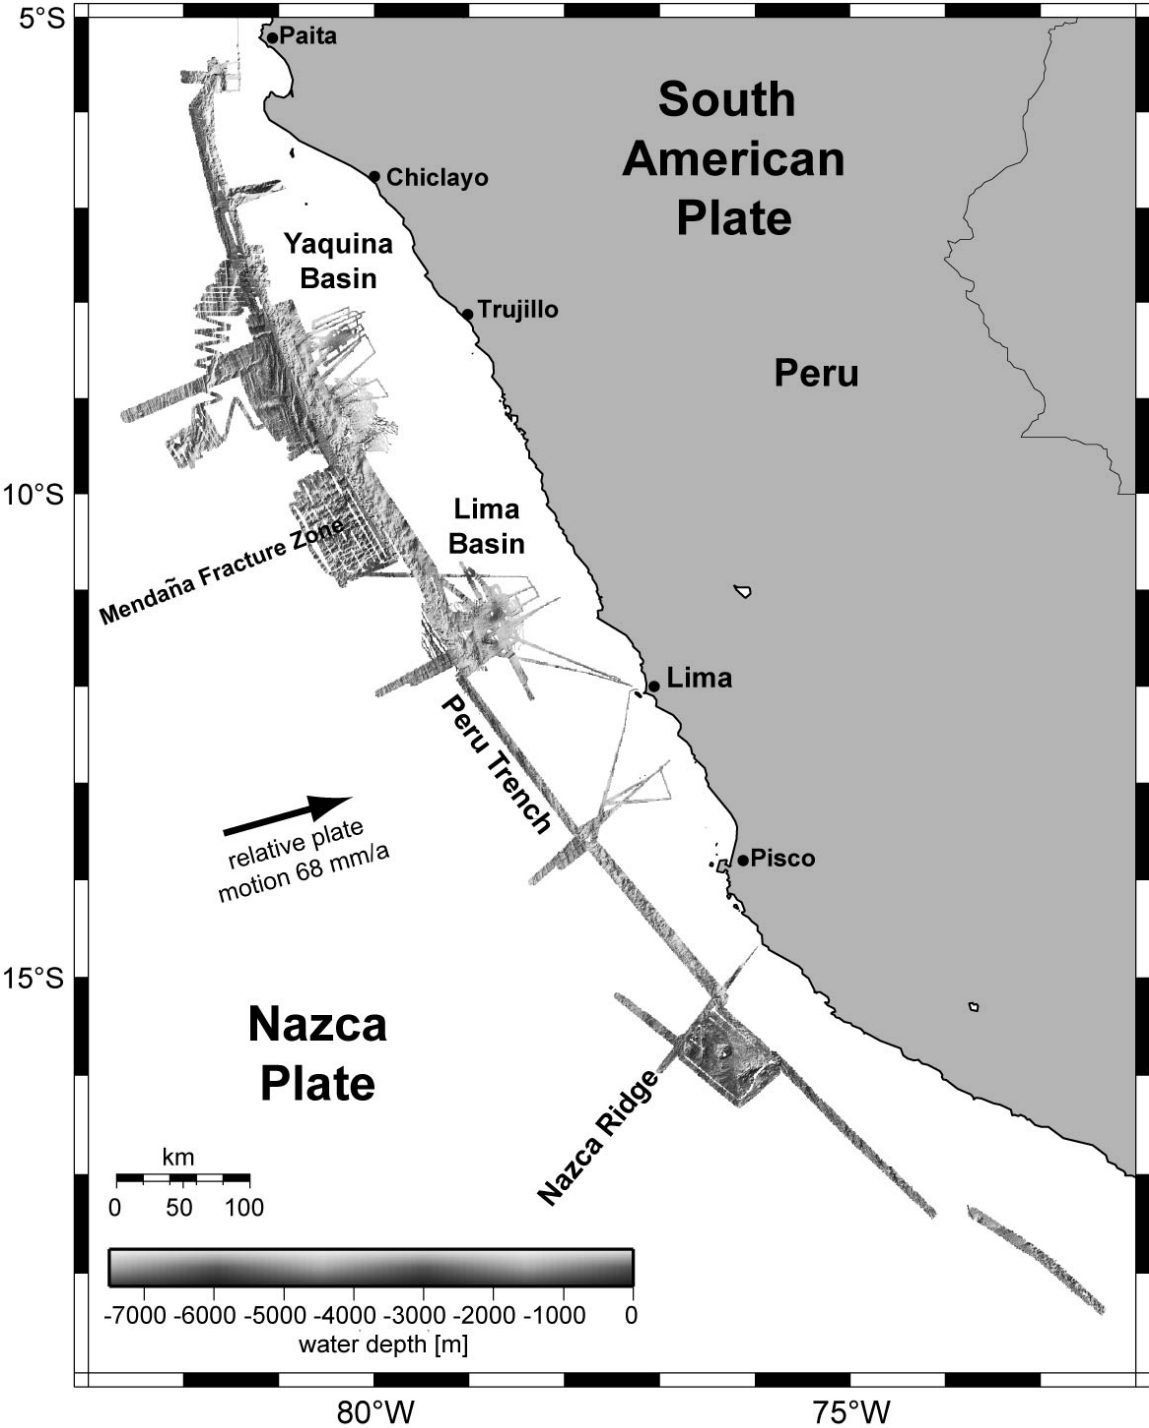 5°S
Paita
South
American
Plate
Chiclayo
Yaquina
Basin
Trujillo
Peru
10°S
Lima
Basin
Mendaña Fracture Zone
Lima
Peru Trench
relative plate
motion 68 mm/a
Pisco
15°S
Nazca
Plate
Nazca Ridge
km
0 50 100
-7000 -6000 -5000 -4000 -3000 -2000 -1000 0
water depth [m]
80°W 75°W